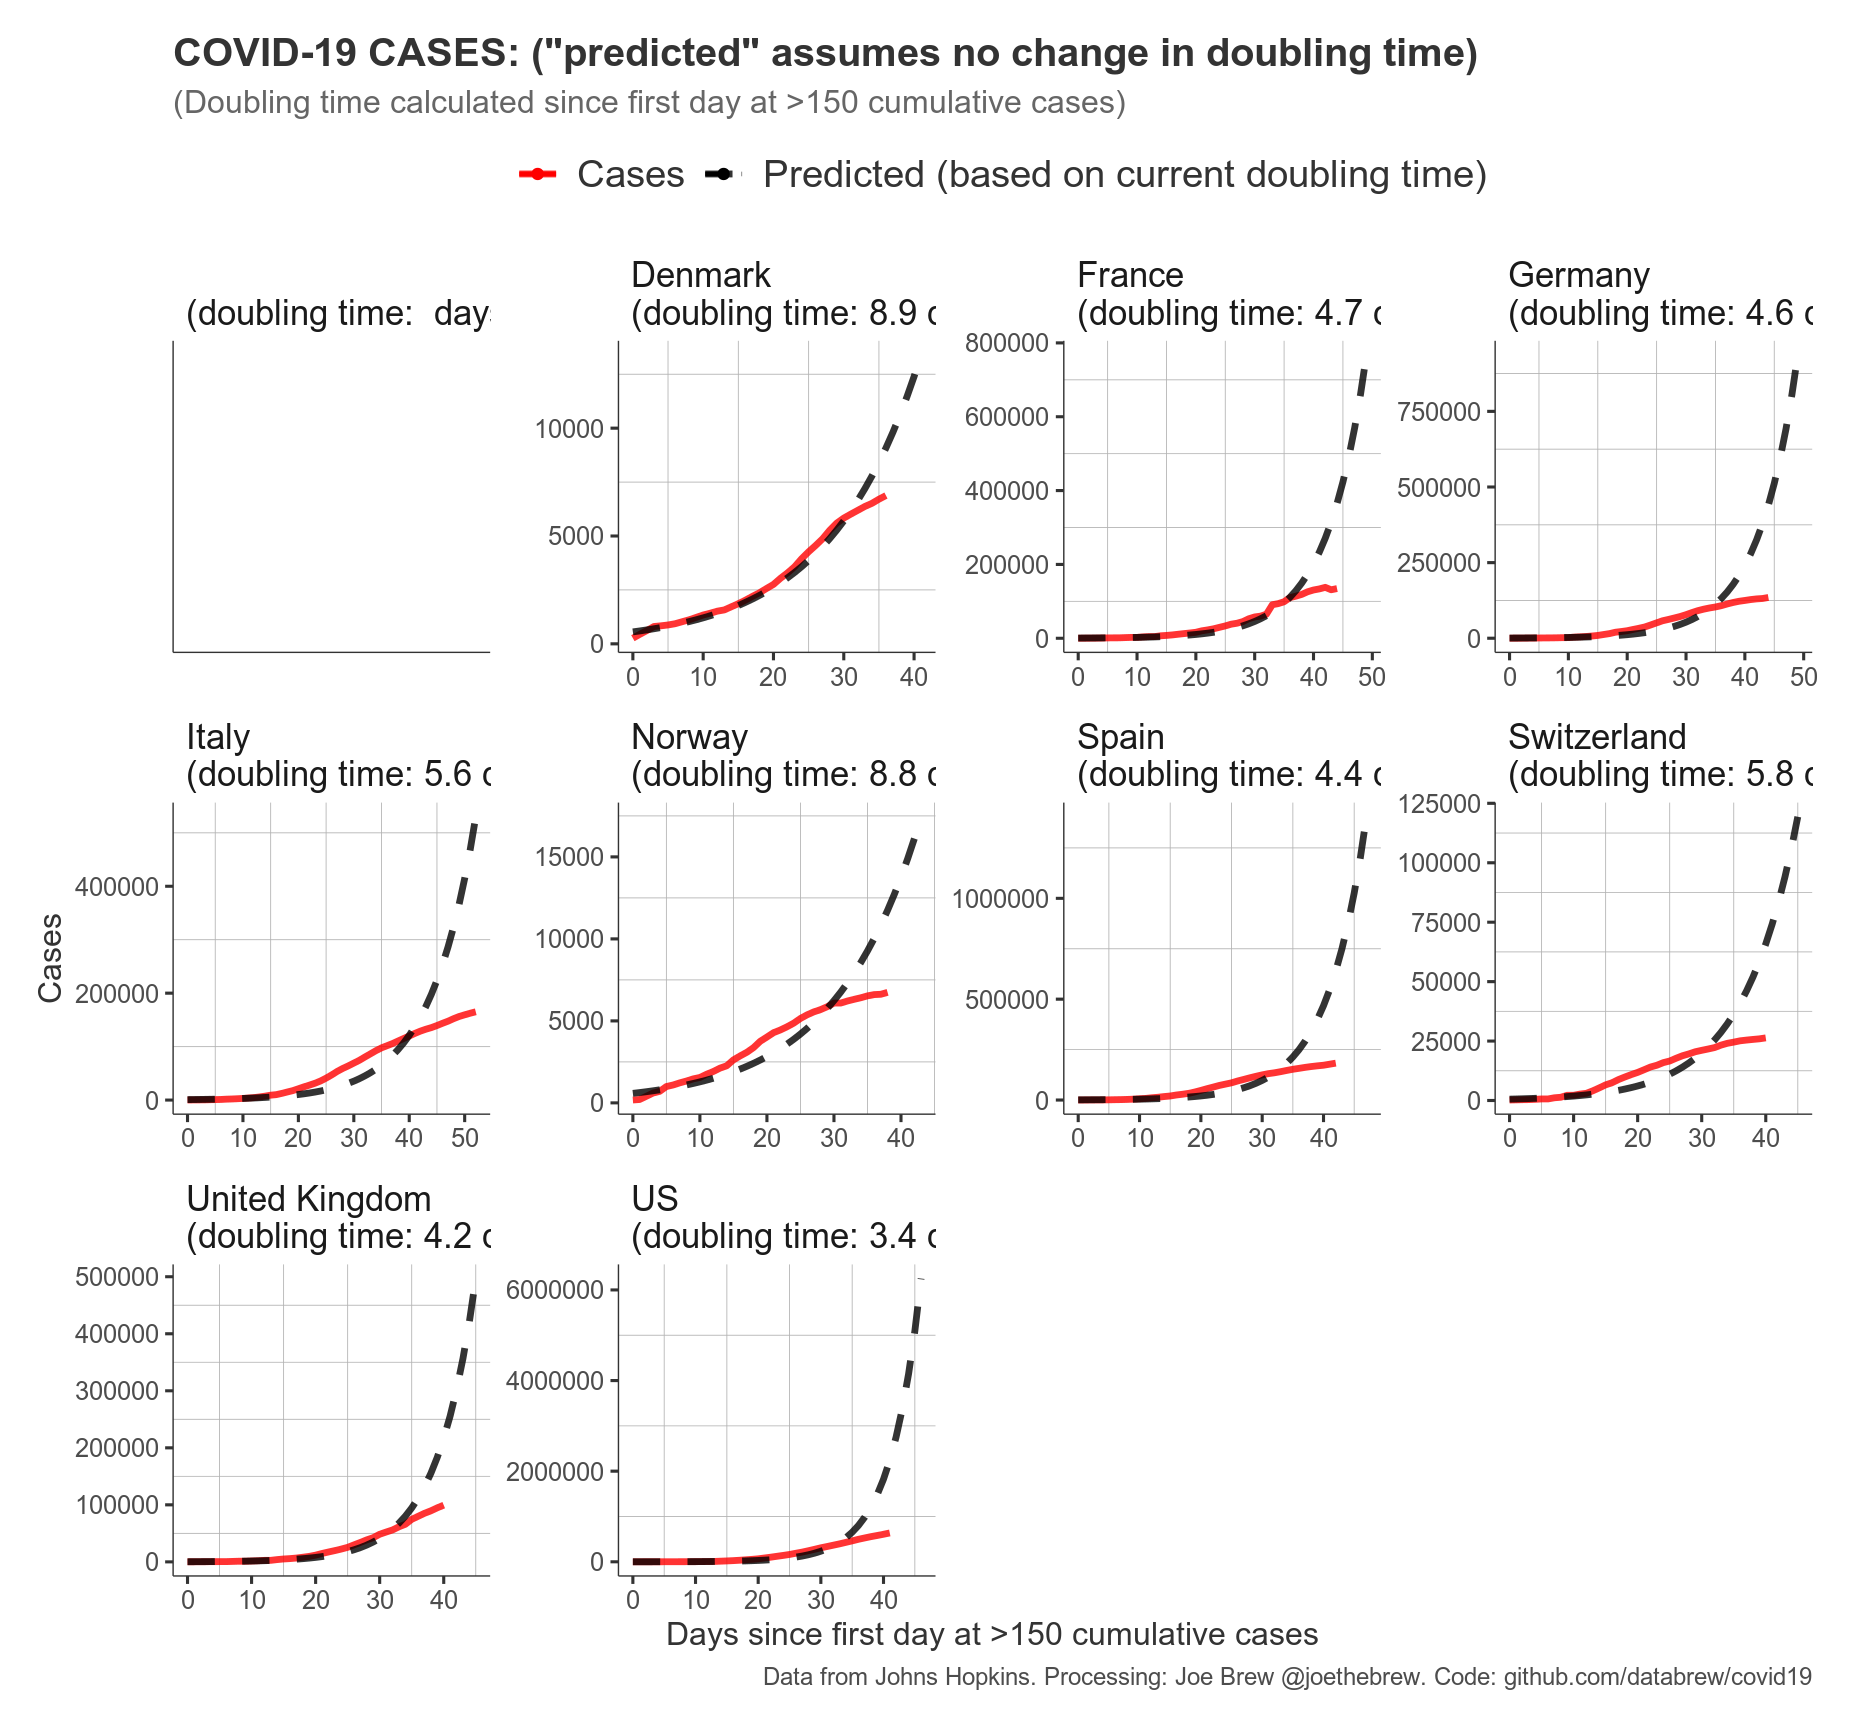 COVID-19 CASES: ("predicted" assumes no change in doubling time)
(Doubling time calculated since first day at >150 cumulative cases)
Cases Predicted (based on current doubling time)
(doubling time:  days
Denmark
(doubling time: 8.9 d
10000
5000
0
0 10 20 30 40
France
(doubling time: 4.7 d
800000
600000
400000
200000
0
0 10 20 30 40 50
Germany
(doubling time: 4.6 d
750000
500000
250000
0
0 10 20 30 40 50
Cases
Italy
(doubling time: 5.6 d
400000
200000
0
0 10 20 30 40 50
Norway
(doubling time: 8.8 d
15000
10000
5000
0
0 10 20 30 40
Spain
(doubling time: 4.4 d
1000000
500000
0
0 10 20 30 40
Switzerland
(doubling time: 5.8 d
125000
100000
75000
50000
25000
0
0 10 20 30 40
United Kingdom
(doubling time: 4.2 d
500000
400000
300000
200000
100000
0
0 10 20 30 40
US
(doubling time: 3.4 d
6000000
4000000
2000000
0
0 10 20 30 40
Days since first day at >150 cumulative cases
Data from Johns Hopkins. Processing: Joe Brew @joethebrew. Code: github.com/databrew/covid19